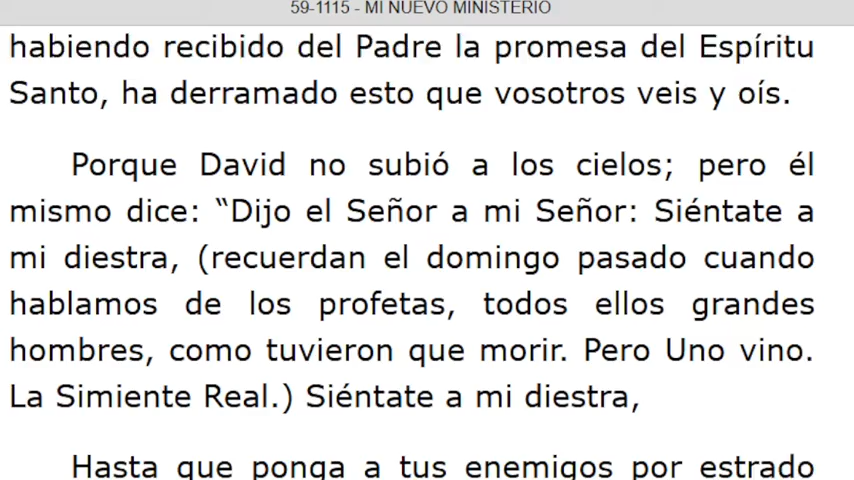 59-1115 - MI NUEVO MINISTERIO
habiendo recibido del Padre la promesa del Espíritu
Santo, ha derramado esto que vosotros veis y oís.
Porque David no subió a los cielos; pero él
mismo dice: “Dijo el Señor a mi Señor: Siéntate a
mi diestra, (recuerdan el domingo pasado cuando
hablamos de los profetas, todos ellos grandes
hombres, como tuvieron que morir. Pero Uno vino.
La Simiente Real.) Siéntate a mi diestra,
Hasta que ponga a tus enemigos por estrado